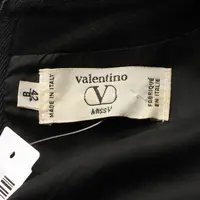 valentino
V
MISS V
MADE IN ITALY
FABRIQUÉ
EN ITALIE
42
8